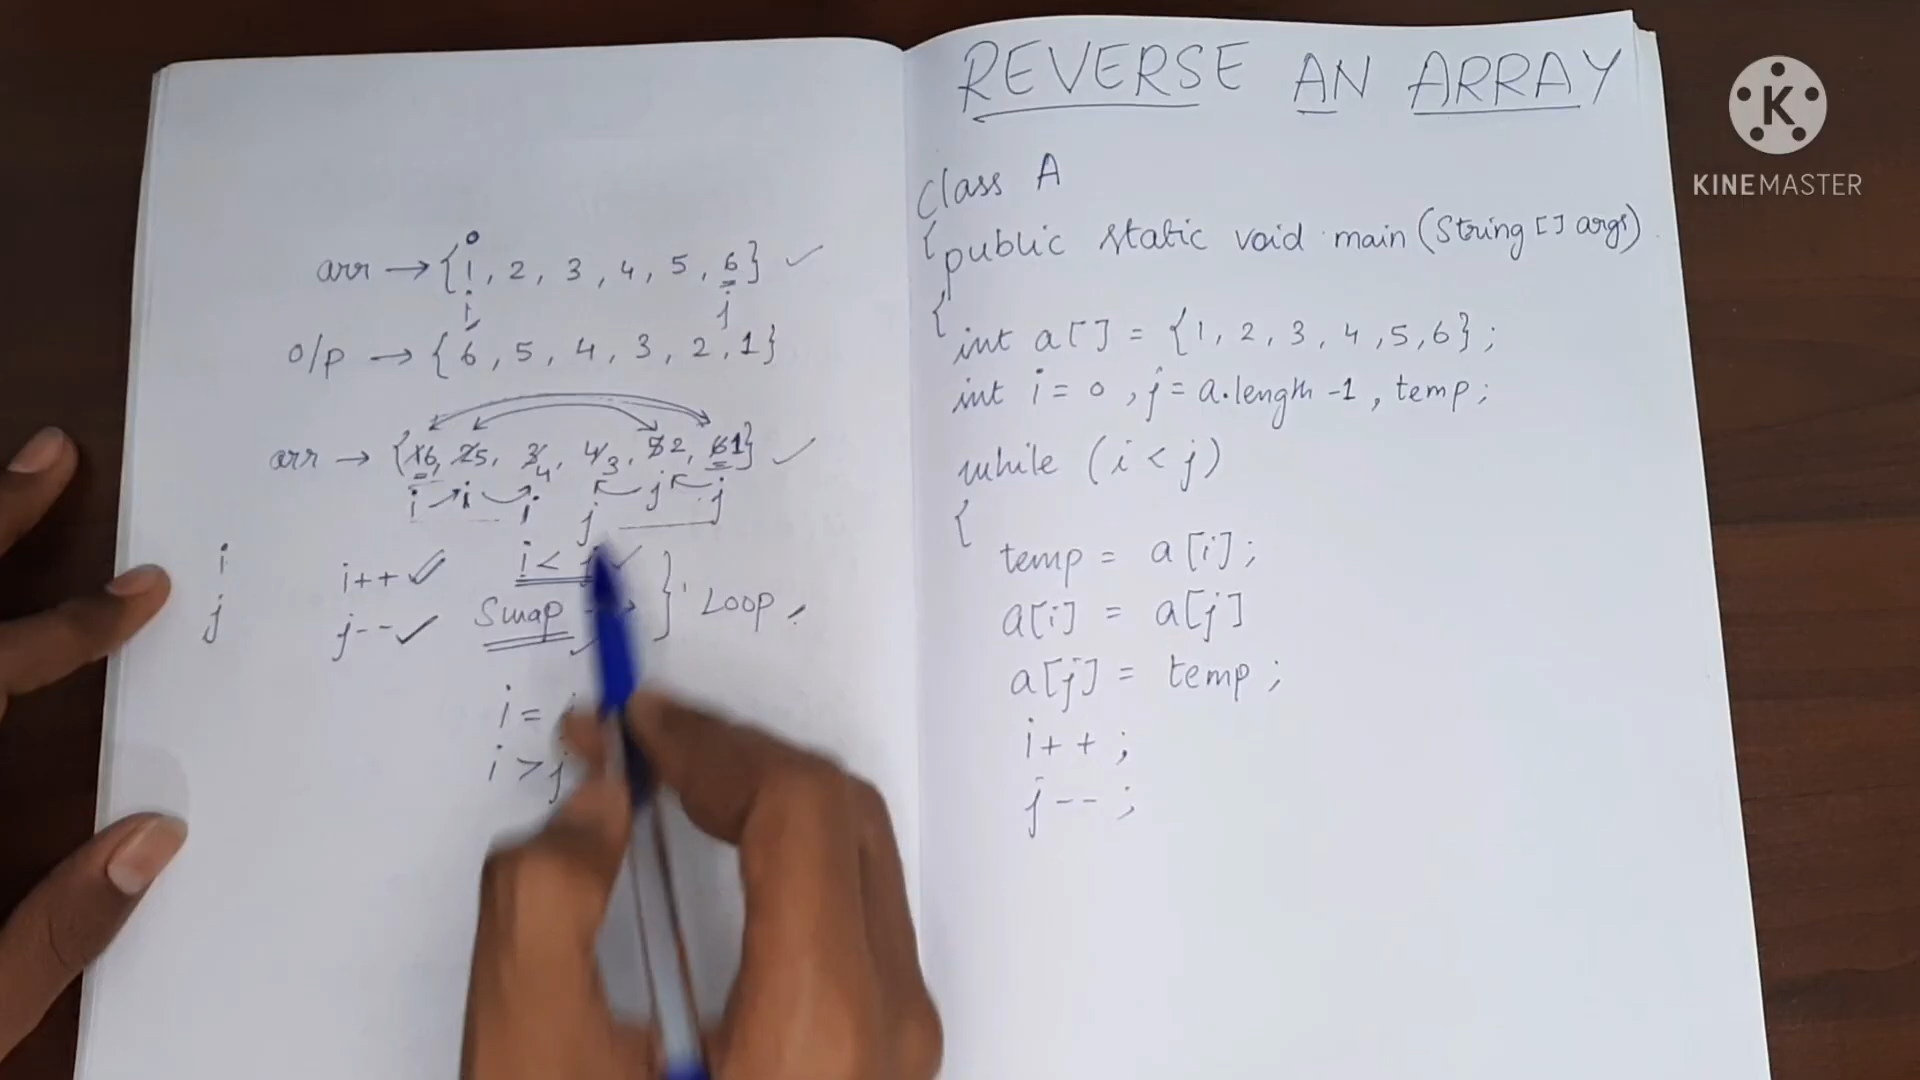 arr → {1, 2, 3, 4, 5, 6}
0
i
j
o/p → {6, 5, 4, 3, 2, 1}
arr → {16, 25, 34, 43, 52, 61}
i i i j j j
i
j
i++
j--
i <
Swap
} Loop
i =
i > j
REVERSE AN ARRAY
class A
{ public static void main (String [] args)
{
int a[] = {1, 2, 3, 4, 5, 6};
int i = 0, j = a.length -1, temp;
while (i < j)
{
temp = a[i];
a[i] = a[j]
a[j] = temp;
i++;
j--;
K
KINEMASTER